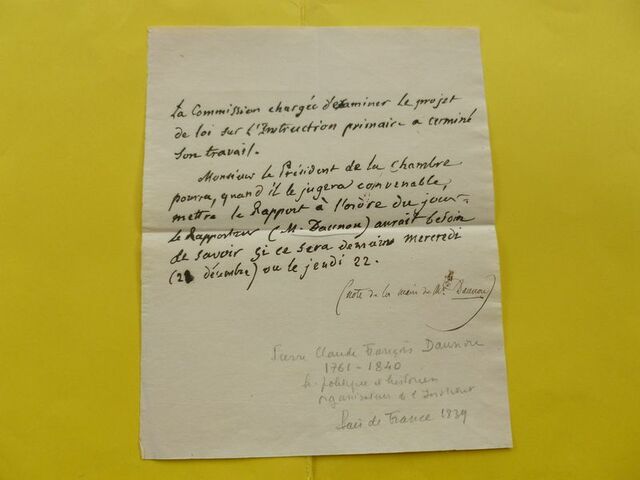 La Commission chargée d'examiner le projet
de loi sur l'Instruction primaire a terminé
son travail.
Monsieur le Président de la Chambre
pourra, quand il le jugera convenable,
mettre le Rapport à l'ordre du jour.
Le Rapporteur (M. Daunou) aurait besoin
de savoir si ce sera demain mercredi
(21 décembre) ou le jeudi 22.
(note de la main de Mr Daunou)
Pierre Claude François Daunou
1761 - 1840
h. politique et historien
organisateur de l'Institut
Pair de France 1839